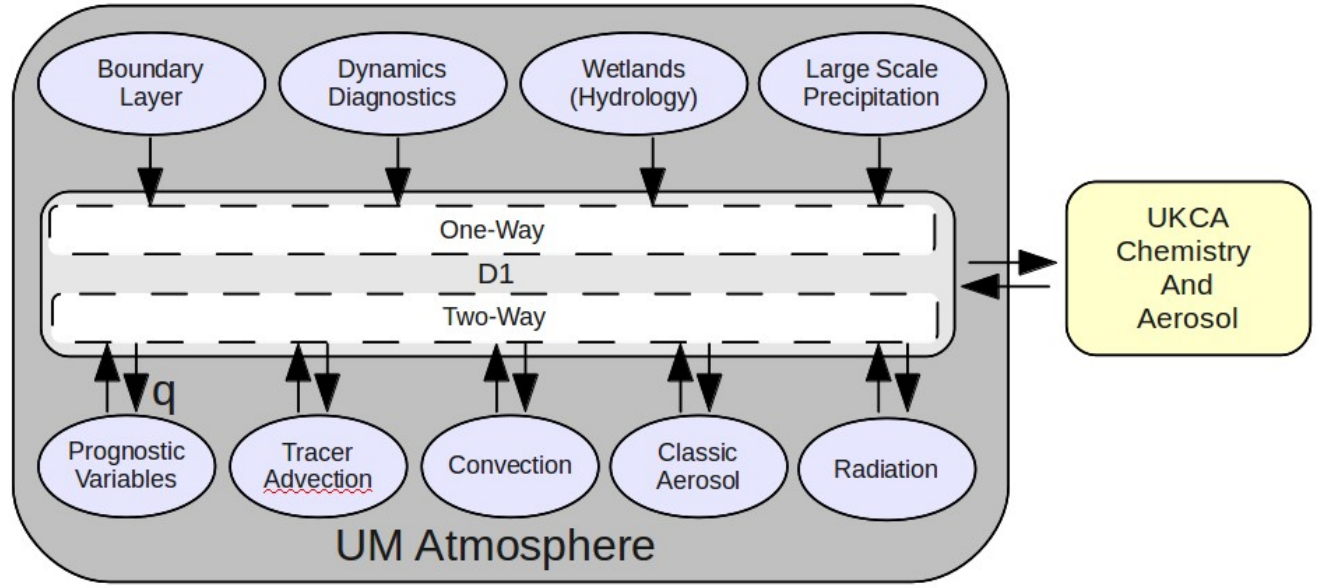 Boundary
Layer
Dynamics
Diagnostics
Wetlands
(Hydrology)
Large Scale
Precipitation
One-Way
D1
Two-Way
UKCA
Chemistry
And
Aerosol
q
Prognostic
Variables
Tracer
Advection
Convection
Classic
Aerosol
Radiation
UM Atmosphere